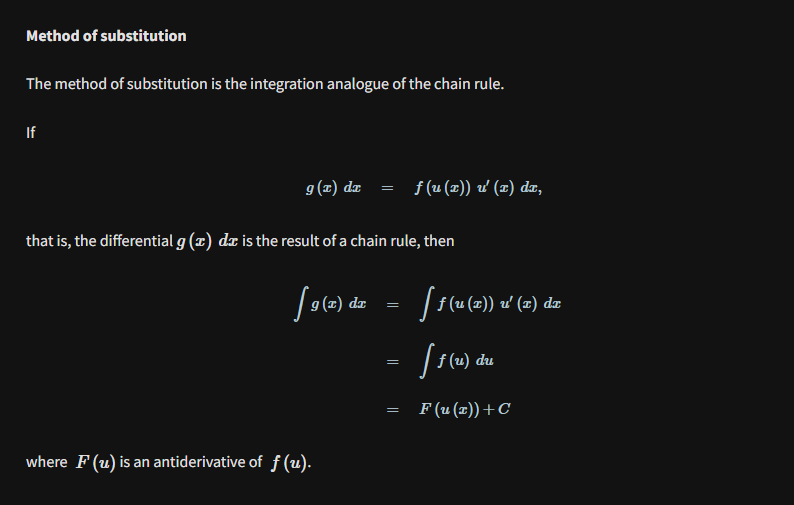 Method of substitution
The method of substitution is the integration analogue of the chain rule.
If
g(x) dx = f(u(x)) u′(x) dx,
that is, the differential g(x) dx is the result of a chain rule, then
∫ g(x) dx = ∫ f(u(x)) u′(x) dx
= ∫ f(u) du
= F(u(x)) + C
where F(u) is an antiderivative of f(u).